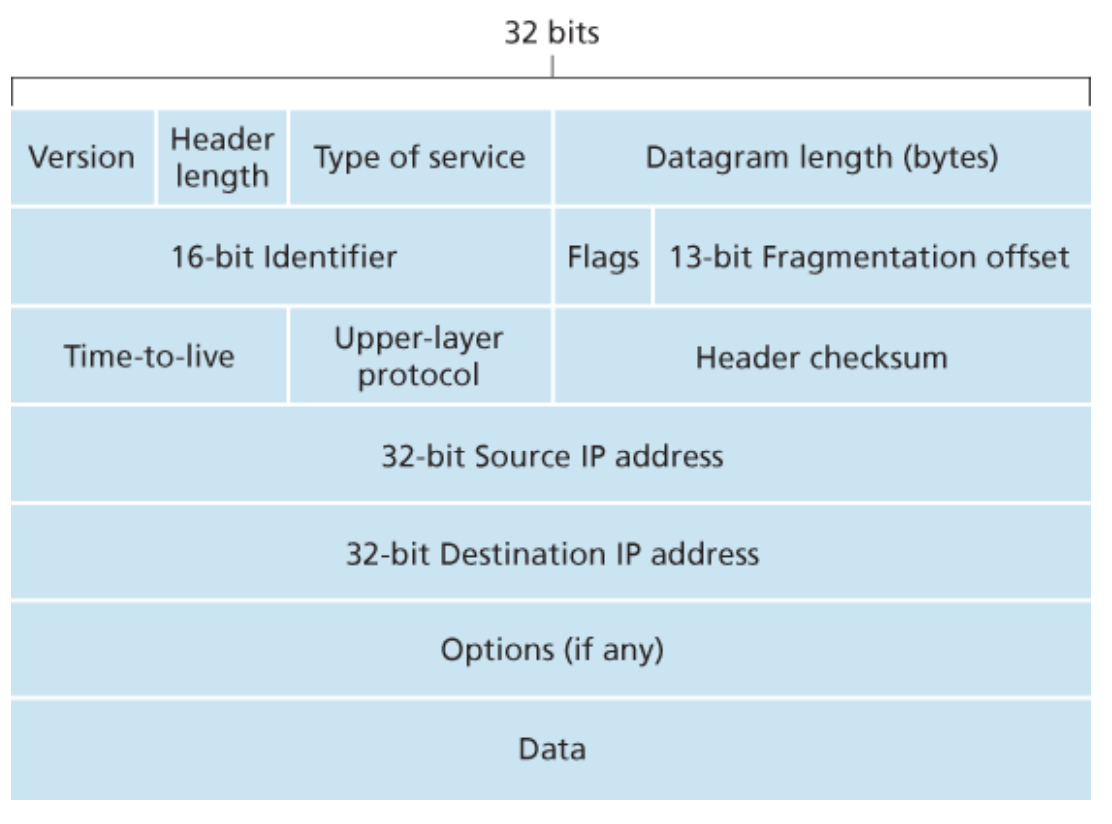 32 bits
Version
Header
length
Type of service
Datagram length (bytes)
16-bit Identifier
Flags
13-bit Fragmentation offset
Time-to-live
Upper-layer
protocol
Header checksum
32-bit Source IP address
32-bit Destination IP address
Options (if any)
Data